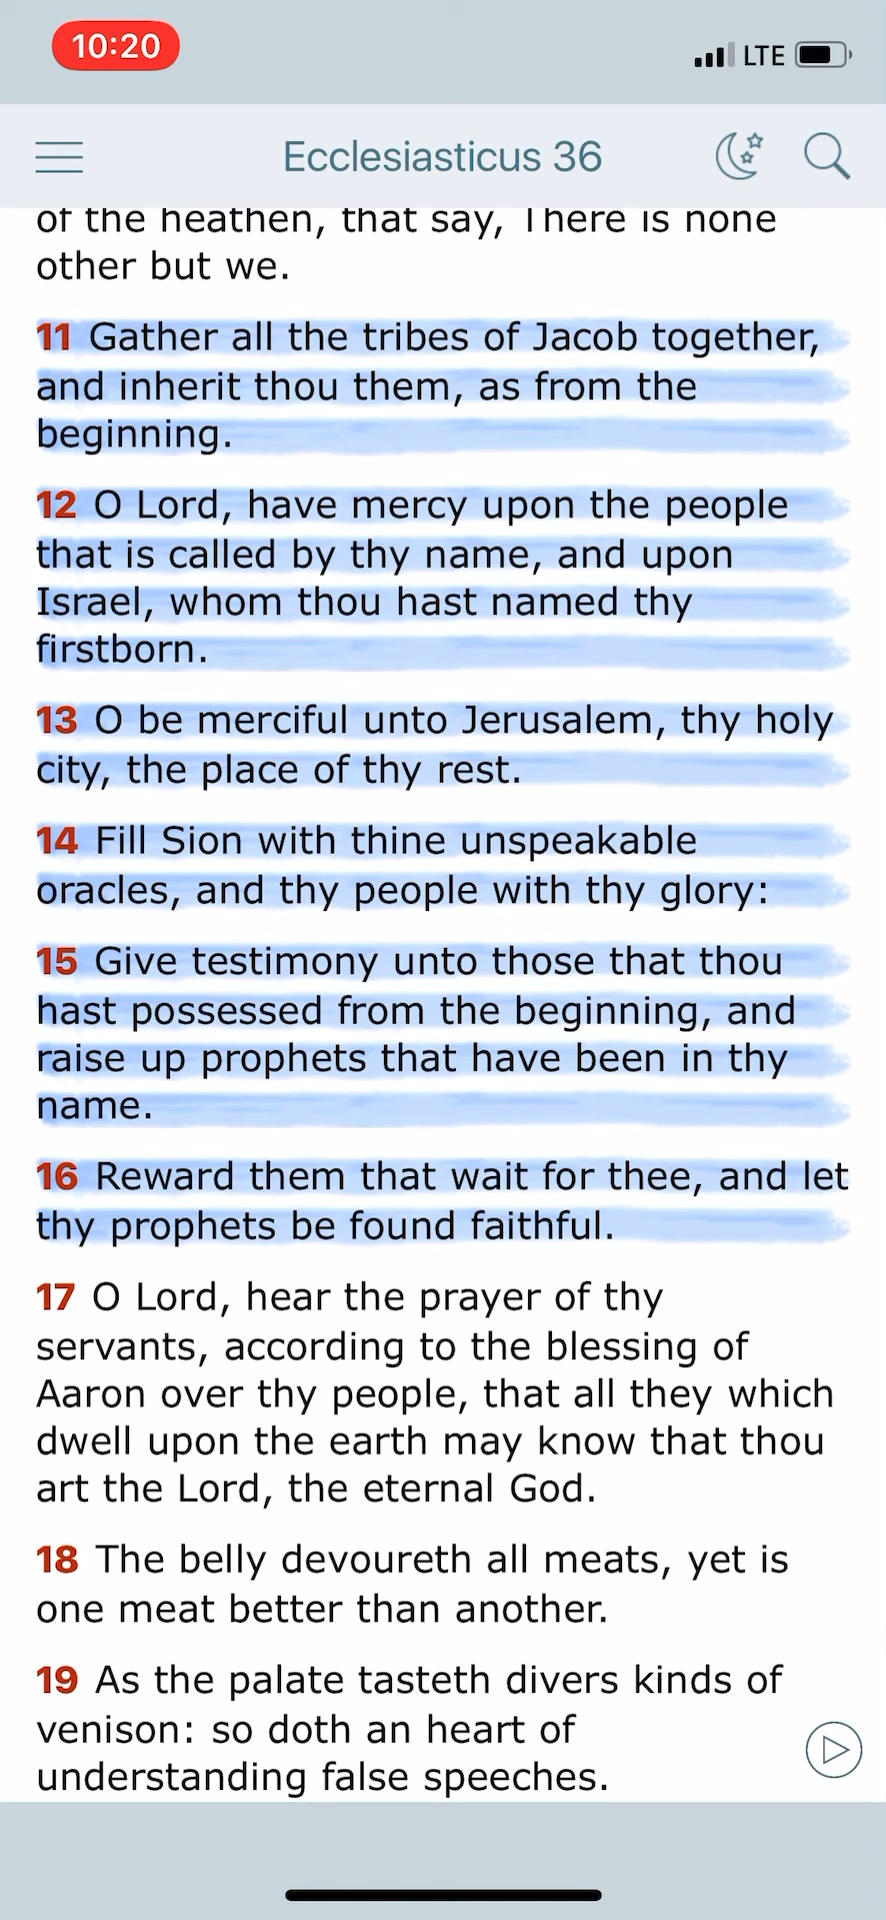 10:20
LTE
Ecclesiasticus 36
of the heathen, that say, There is none
other but we.
11 Gather all the tribes of Jacob together,
and inherit thou them, as from the
beginning.
12 O Lord, have mercy upon the people
that is called by thy name, and upon
Israel, whom thou hast named thy
firstborn.
13 O be merciful unto Jerusalem, thy holy
city, the place of thy rest.
14 Fill Sion with thine unspeakable
oracles, and thy people with thy glory:
15 Give testimony unto those that thou
hast possessed from the beginning, and
raise up prophets that have been in thy
name.
16 Reward them that wait for thee, and let
thy prophets be found faithful.
17 O Lord, hear the prayer of thy
servants, according to the blessing of
Aaron over thy people, that all they which
dwell upon the earth may know that thou
art the Lord, the eternal God.
18 The belly devoureth all meats, yet is
one meat better than another.
19 As the palate tasteth divers kinds of
venison: so doth an heart of
understanding false speeches.